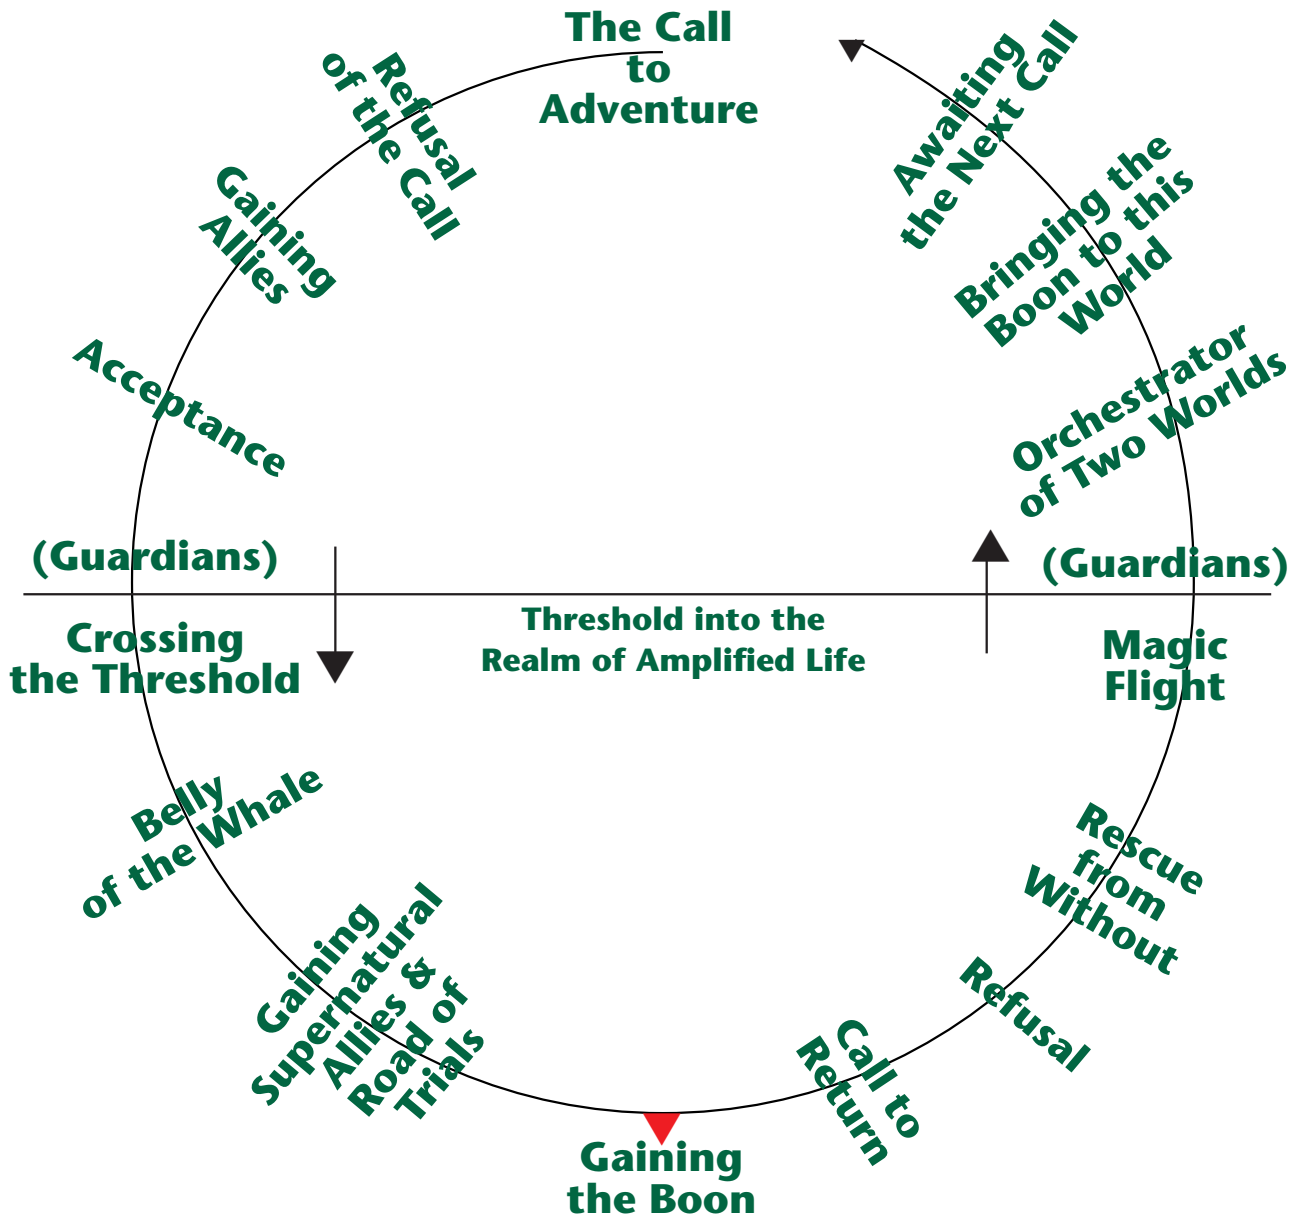 The Call
to
Adventure
Refusal
of the Call
Gaining
Allies
Acceptance
(Guardians)
Crossing
the Threshold
Belly
of the Whale
Gaining
Supernatural
Allies &
Road of
Trials
Gaining
the Boon
Call to
Return
Refusal
Rescue
from
Without
Magic
Flight
(Guardians)
Orchestrator
of Two Worlds
Bringing the
Boon to this
World
Awaiting
the Next Call
Threshold into the
Realm of Amplified Life